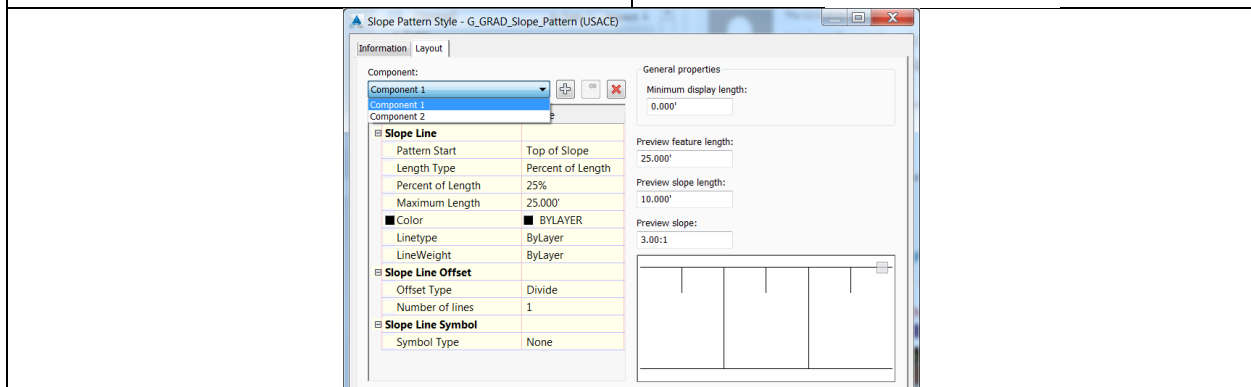 Slope Pattern Style - G_GRAD_Slope_Pattern (USACE)
Information Layout
Component:
Component 1
Component 1
Component 2
Slope Line
Pattern Start Top of Slope
Length Type Percent of Length
Percent of Length 25%
Maximum Length 25.000'
Color BYLAYER
Linetype ByLayer
LineWeight ByLayer
Slope Line Offset
Offset Type Divide
Number of lines 1
Slope Line Symbol
Symbol Type None
General properties
Minimum display length:
0.000'
Preview feature length:
25.000'
Preview slope length:
10.000'
Preview slope:
3.00:1